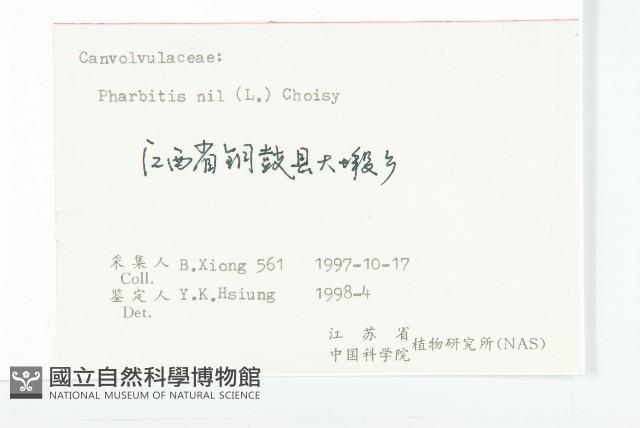 Canvolvulaceae:
Pharbitis nil (L.) Choisy
江西省铜鼓县大塅乡
采集人 B.Xiong 561 1997-10-17
Coll.
鉴定人 Y.K.Hsiung 1998-4
Det.
江苏省
中国科学院 植物研究所(NAS)
國立自然科學博物館
NATIONAL MUSEUM OF NATURAL SCIENCE